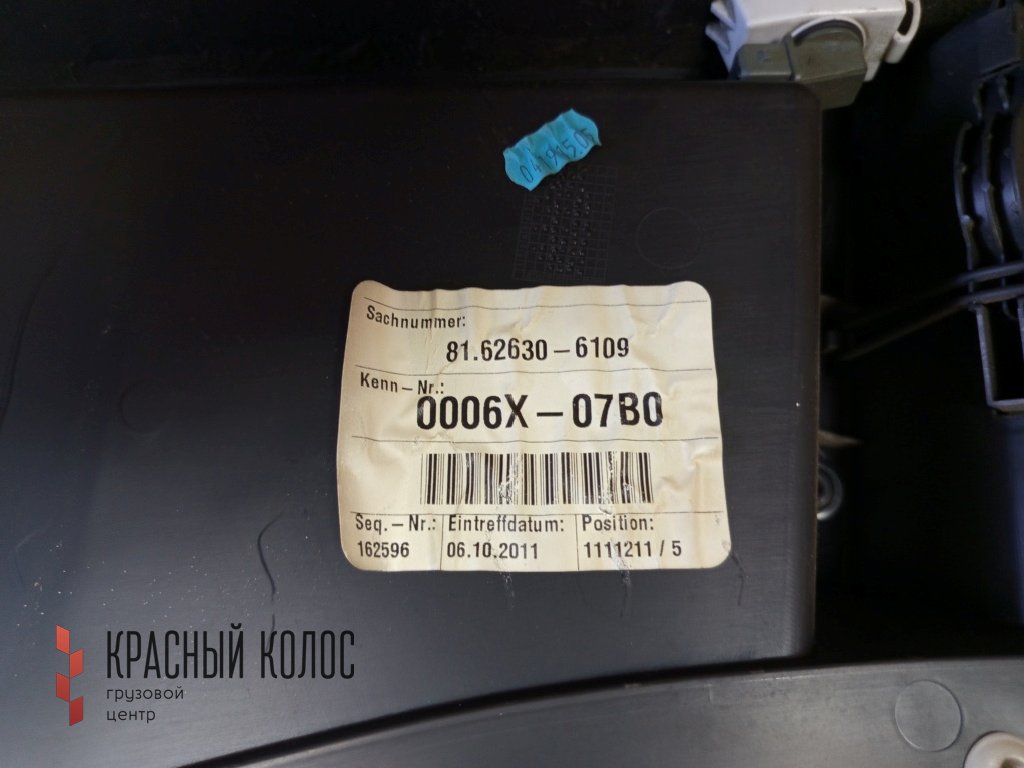 Sachnummer:
81.62630-6109
Kenn-Nr.:
0006X-07B0
Seq.-Nr.: Eintreffdatum: Position:
162596 06.10.2011 1111211 / 5
КРАСНЫЙ КОЛОС
грузовой
центр